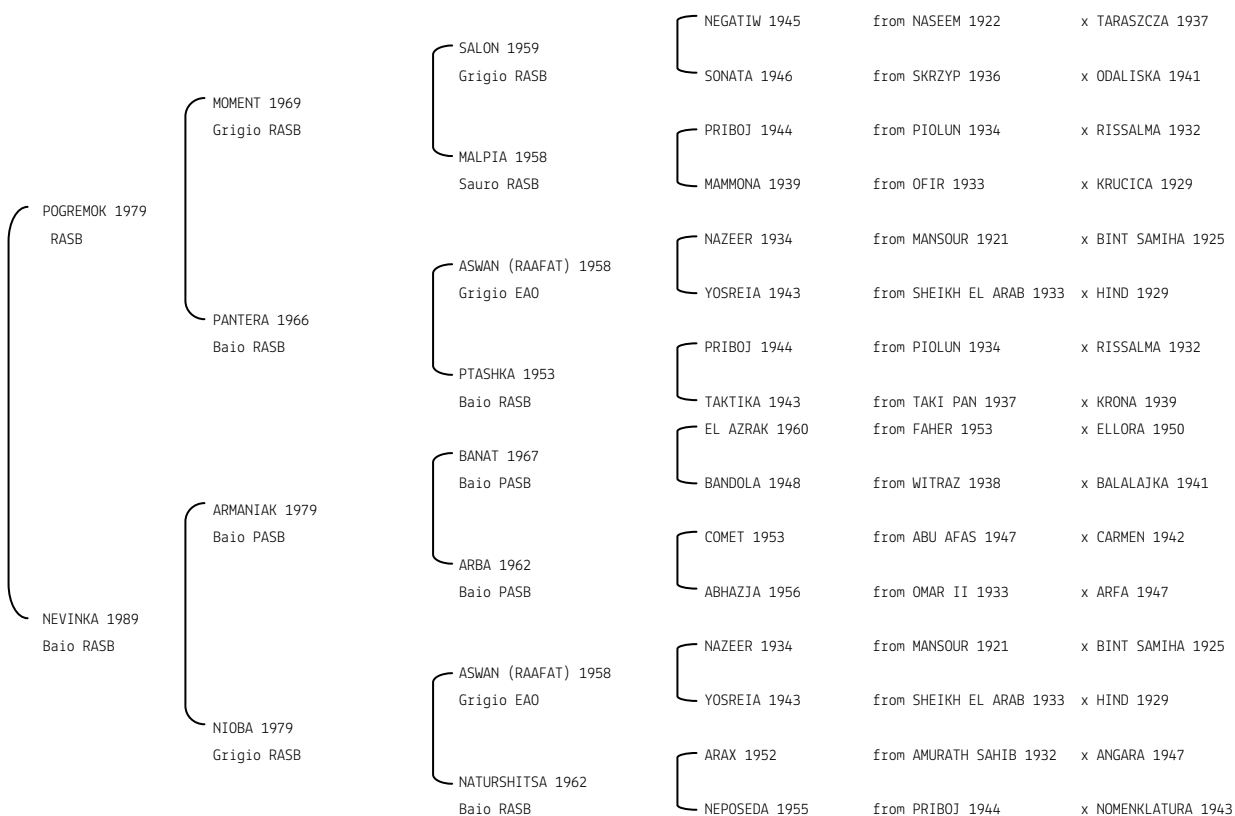 NEGATIW 1945 from NASEEM 1922 x TARASZCZA 1937
SALON 1959
Grigio RASB SONATA 1946 from SKRZYP 1936 x ODALISKA 1941
MOMENT 1969
Grigio RASB PRIBOJ 1944 from PIOLUN 1934 x RISSALMA 1932
MALPIA 1958
Sauro RASB MAMMONA 1939 from OFIR 1933 x KRUCICA 1929
POGREMOK 1979
RASB NAZEER 1934 from MANSOUR 1921 x BINT SAMIHA 1925
ASWAN (RAAFAT) 1958
Grigio EAO YOSREIA 1943 from SHEIKH EL ARAB 1933 x HIND 1929
PANTERA 1966
Baio RASB PRIBOJ 1944 from PIOLUN 1934 x RISSALMA 1932
PTASHKA 1953
Baio RASB TAKTIKA 1943 from TAKI PAN 1937 x KRONA 1939
EL AZRAK 1960 from FAHER 1953 x ELLORA 1950
BANAT 1967
Baio PASB BANDOLA 1948 from WITRAZ 1938 x BALALAJKA 1941
ARMANIAK 1979
Baio PASB COMET 1953 from ABU AFAS 1947 x CARMEN 1942
ARBA 1962
Baio PASB ABHAZJA 1956 from OMAR II 1933 x ARFA 1947
NEVINKA 1989
Baio RASB NAZEER 1934 from MANSOUR 1921 x BINT SAMIHA 1925
ASWAN (RAAFAT) 1958
Grigio EAO YOSREIA 1943 from SHEIKH EL ARAB 1933 x HIND 1929
NIOBA 1979
Grigio RASB ARAX 1952 from AMURATH SAHIB 1932 x ANGARA 1947
NATURSHITSA 1962
Baio RASB NEPOSEDA 1955 from PRIBOJ 1944 x NOMENKLATURA 1943